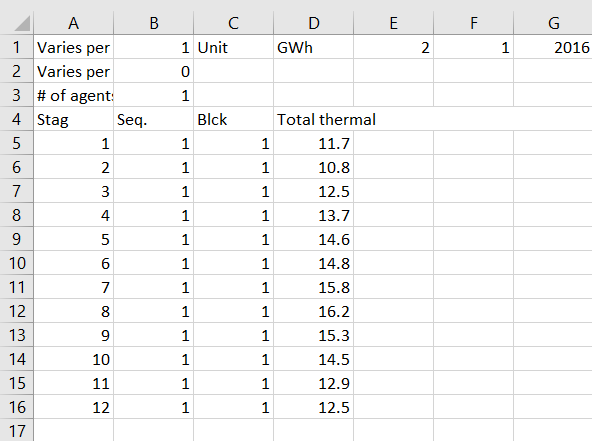 A B C D E F G
1 Varies per 1 Unit GWh 2 1 2016
2 Varies per 0
3 # of agents 1
4 Stag Seq. Blck Total thermal
5 1 1 1 11.7
6 2 1 1 10.8
7 3 1 1 12.5
8 4 1 1 13.7
9 5 1 1 14.6
10 6 1 1 14.8
11 7 1 1 15.8
12 8 1 1 16.2
13 9 1 1 15.3
14 10 1 1 14.5
15 11 1 1 12.9
16 12 1 1 12.5
17